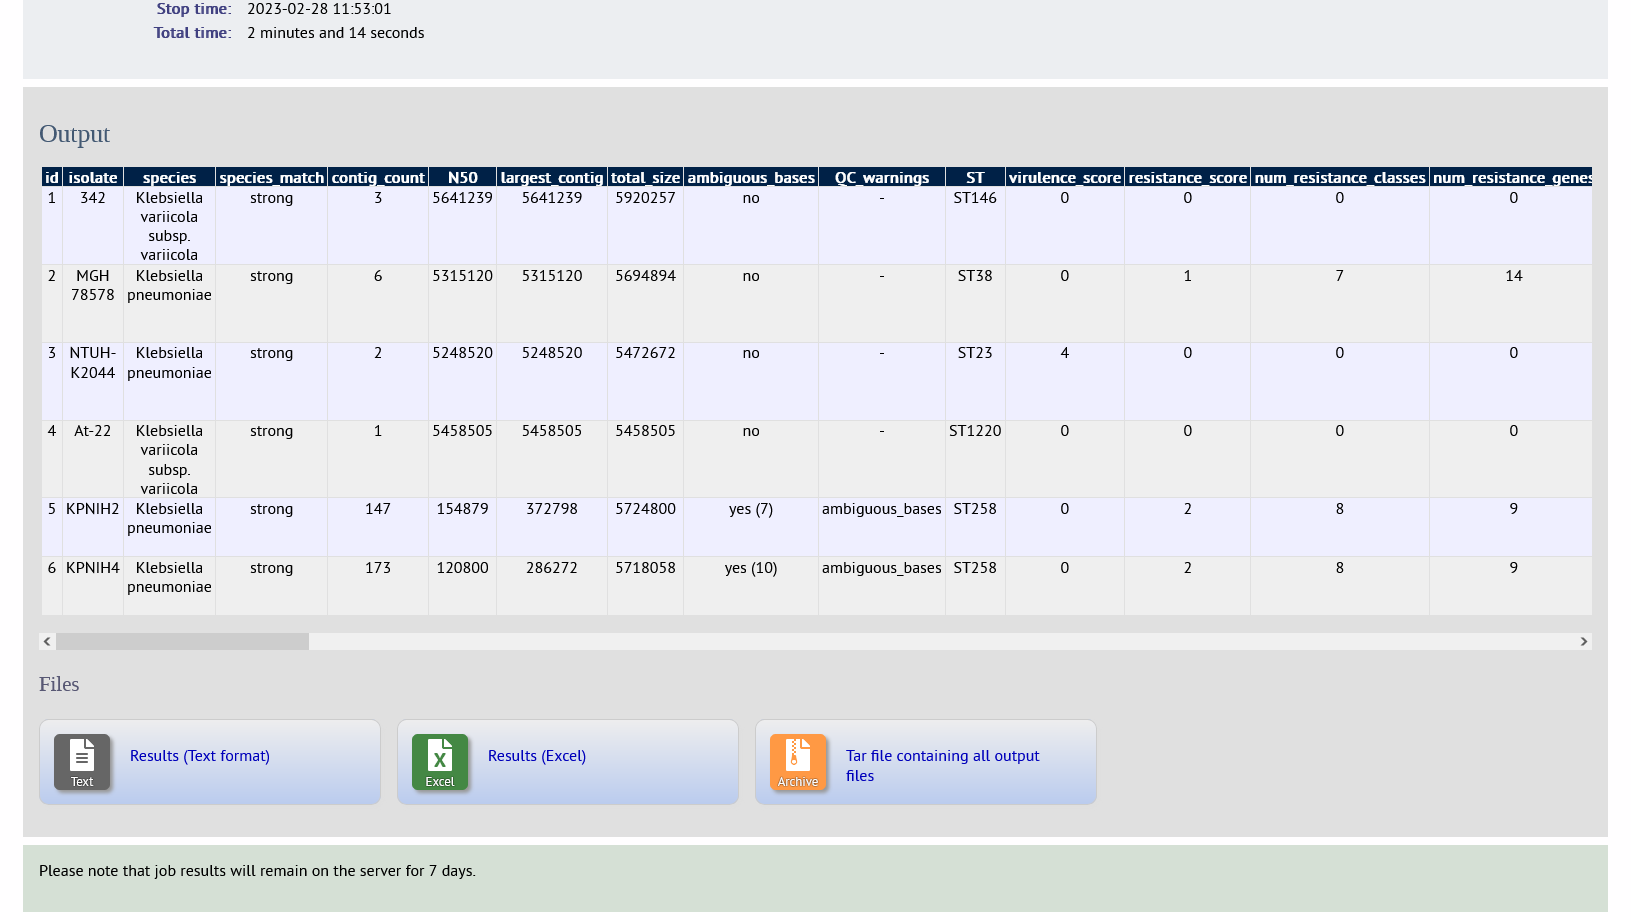 Stop time: 2023-02-28 11:53:01
Total time: 2 minutes and 14 seconds
Output
id isolate species species_match contig_count N50 largest_contig total_size ambiguous_bases QC_warnings ST virulence_score resistance_score num_resistance_classes num_resistance_genes
1 342 Klebsiella variicola subsp. variicola strong 3 5641239 5641239 5920257 no - ST146 0 0 0 0
2 MGH 78578 Klebsiella pneumoniae strong 6 5315120 5315120 5694894 no - ST38 0 1 7 14
3 NTUH-K2044 Klebsiella pneumoniae strong 2 5248520 5248520 5472672 no - ST23 4 0 0 0
4 At-22 Klebsiella variicola subsp. variicola strong 1 5458505 5458505 5458505 no - ST1220 0 0 0 0
5 KPNIH2 Klebsiella pneumoniae strong 147 154879 372798 5724800 yes (7) ambiguous_bases ST258 0 2 8 9
6 KPNIH4 Klebsiella pneumoniae strong 173 120800 286272 5718058 yes (10) ambiguous_bases ST258 0 2 8 9
Files
Text
Results (Text format)
Excel
Results (Excel)
Archive
Tar file containing all output
files
Please note that job results will remain on the server for 7 days.